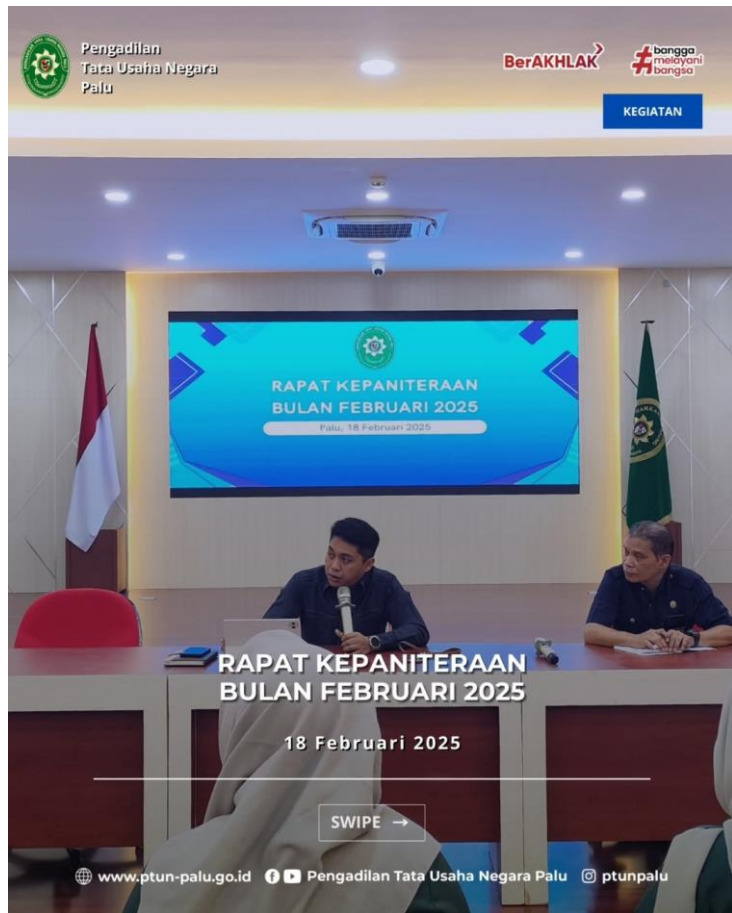 Pengadilan
Tata Usaha Negara
Palu
BerAKHLAK
#bangga
melayani
bangsa
KEGIATAN
RAPAT KEPANITERAAN
BULAN FEBRUARI 2025
Palu, 18 Februari 2025
RAPAT KEPANITERAAN
BULAN FEBRUARI 2025
18 Februari 2025
SWIPE →
www.ptun-palu.go.id Pengadilan Tata Usaha Negara Palu ptunpalu